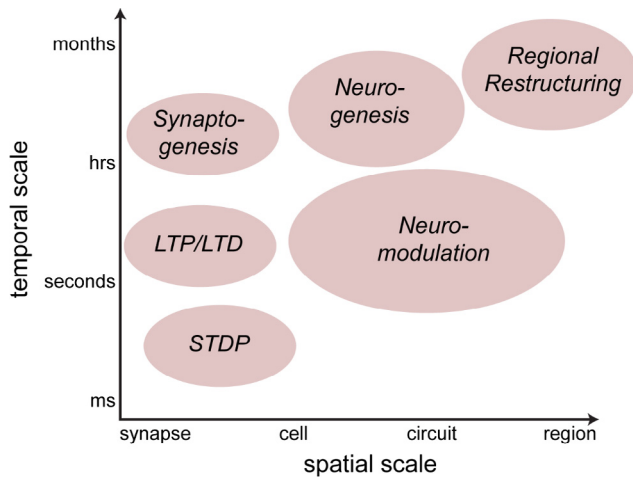 months
Regional
Restructuring
Neuro-
genesis
Synapto-
genesis
hrs
temporal scale
Neuro-
modulation
LTP/LTD
seconds
STDP
ms
synapse
cell
circuit
region
spatial scale